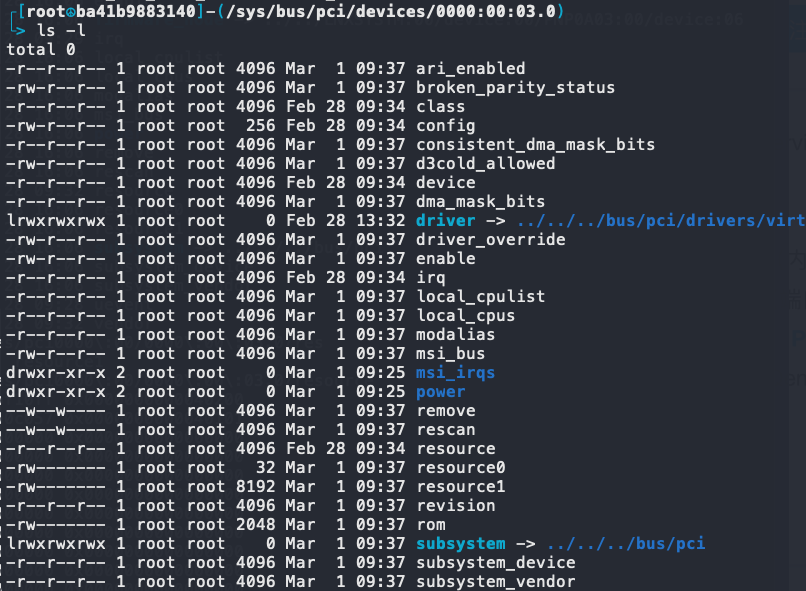 ┌[root☸ba41b9883140]-(/sys/bus/pci/devices/0000:00:03.0)
└> ls -l
total 0
-r--r--r-- 1 root root 4096 Mar  1 09:37 ari_enabled
-rw-r--r-- 1 root root 4096 Mar  1 09:37 broken_parity_status
-r--r--r-- 1 root root 4096 Feb 28 09:34 class
-rw-r--r-- 1 root root  256 Feb 28 09:34 config
-r--r--r-- 1 root root 4096 Mar  1 09:37 consistent_dma_mask_bits
-rw-r--r-- 1 root root 4096 Mar  1 09:37 d3cold_allowed
-r--r--r-- 1 root root 4096 Feb 28 09:34 device
-r--r--r-- 1 root root 4096 Mar  1 09:37 dma_mask_bits
lrwxrwxrwx 1 root root    0 Feb 28 13:32 driver -> ../../../bus/pci/drivers/virt
-rw-r--r-- 1 root root 4096 Mar  1 09:37 driver_override
-rw-r--r-- 1 root root 4096 Mar  1 09:37 enable
-r--r--r-- 1 root root 4096 Feb 28 09:34 irq
-r--r--r-- 1 root root 4096 Mar  1 09:37 local_cpulist
-r--r--r-- 1 root root 4096 Mar  1 09:37 local_cpus
-r--r--r-- 1 root root 4096 Mar  1 09:37 modalias
-rw-r--r-- 1 root root 4096 Mar  1 09:37 msi_bus
drwxr-xr-x 2 root root    0 Mar  1 09:25 msi_irqs
drwxr-xr-x 2 root root    0 Mar  1 09:25 power
--w--w---- 1 root root 4096 Mar  1 09:37 remove
--w--w---- 1 root root 4096 Mar  1 09:37 rescan
-r--r--r-- 1 root root 4096 Feb 28 09:34 resource
-rw------- 1 root root   32 Mar  1 09:37 resource0
-rw------- 1 root root 8192 Mar  1 09:37 resource1
-r--r--r-- 1 root root 4096 Mar  1 09:37 revision
-rw------- 1 root root 2048 Mar  1 09:37 rom
lrwxrwxrwx 1 root root    0 Mar  1 09:37 subsystem -> ../../../bus/pci
-r--r--r-- 1 root root 4096 Mar  1 09:37 subsystem_device
-r--r--r-- 1 root root 4096 Mar  1 09:37 subsystem_vendor